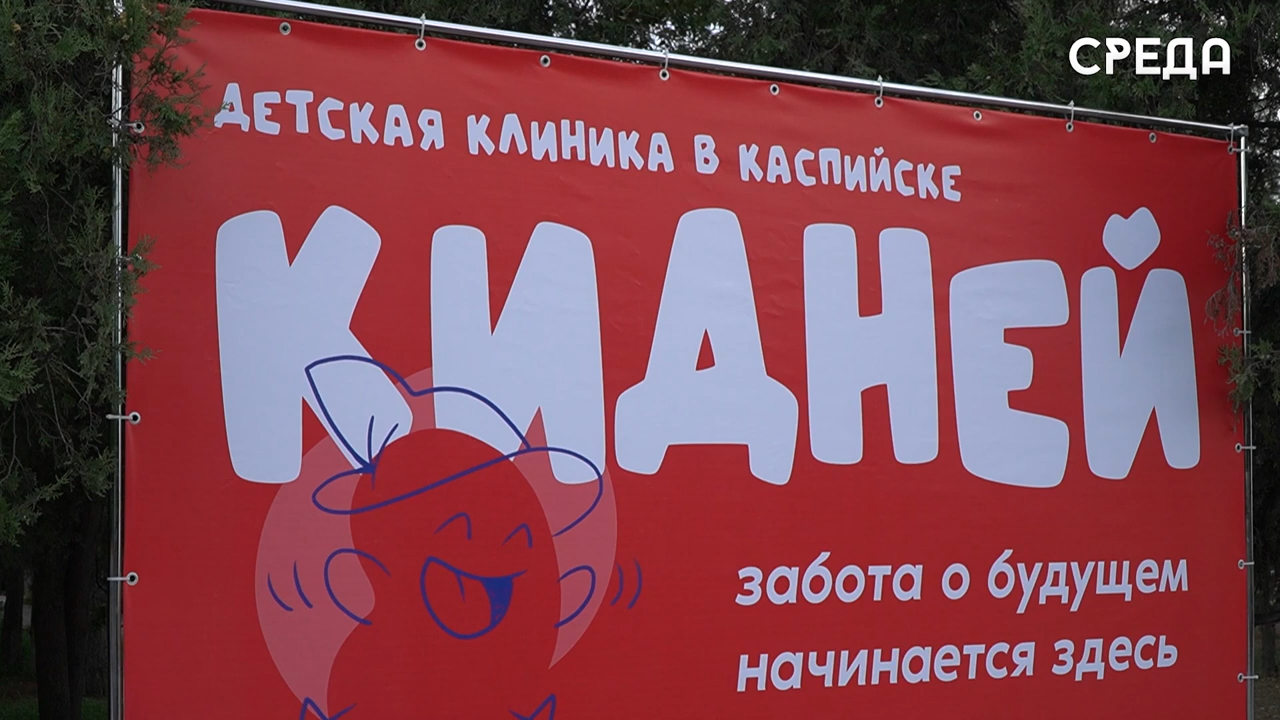 СРЕДА
ДЕТСКАЯ КЛИНИКА В КАСПИЙСКЕ
КИДНЕЙ
забота о будущем
начинается здесь